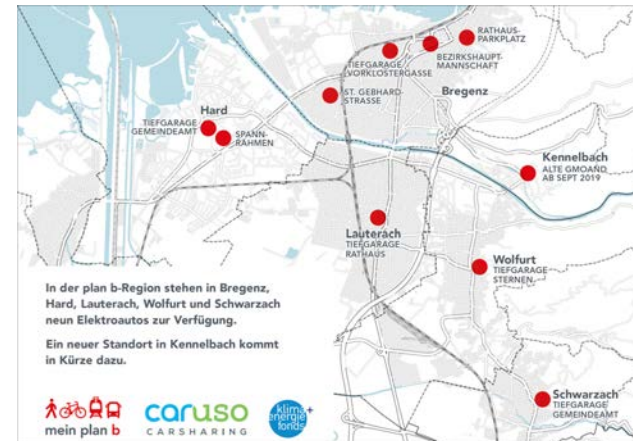 RATHAUS-
PARKPLATZ
TIEFGARAGE
VORKLOSTERGASSE
BEZIRKSHAUPT-
MANNSCHAFT
ST. GEBHARD-
STRASSE
Bregenz
Hard
TIEFGARAGE
GEMEINDEAMT
SPANN-
RAHMEN
Kennelbach
ALTE GMOAND
AB SEPT 2019
Lauterach
TIEFGARAGE
RATHAUS
Wolfurt
TIEFGARAGE
STERNEN
In der plan b-Region stehen in Bregenz,
Hard, Lauterach, Wolfurt und Schwarzach
neun Elektroautos zur Verfügung.
Ein neuer Standort in Kennelbach kommt
in Kürze dazu.
Schwarzach
TIEFGARAGE
GEMEINDEAMT
mein plan b
caruso
CARSHARING
klima+
energie
fonds